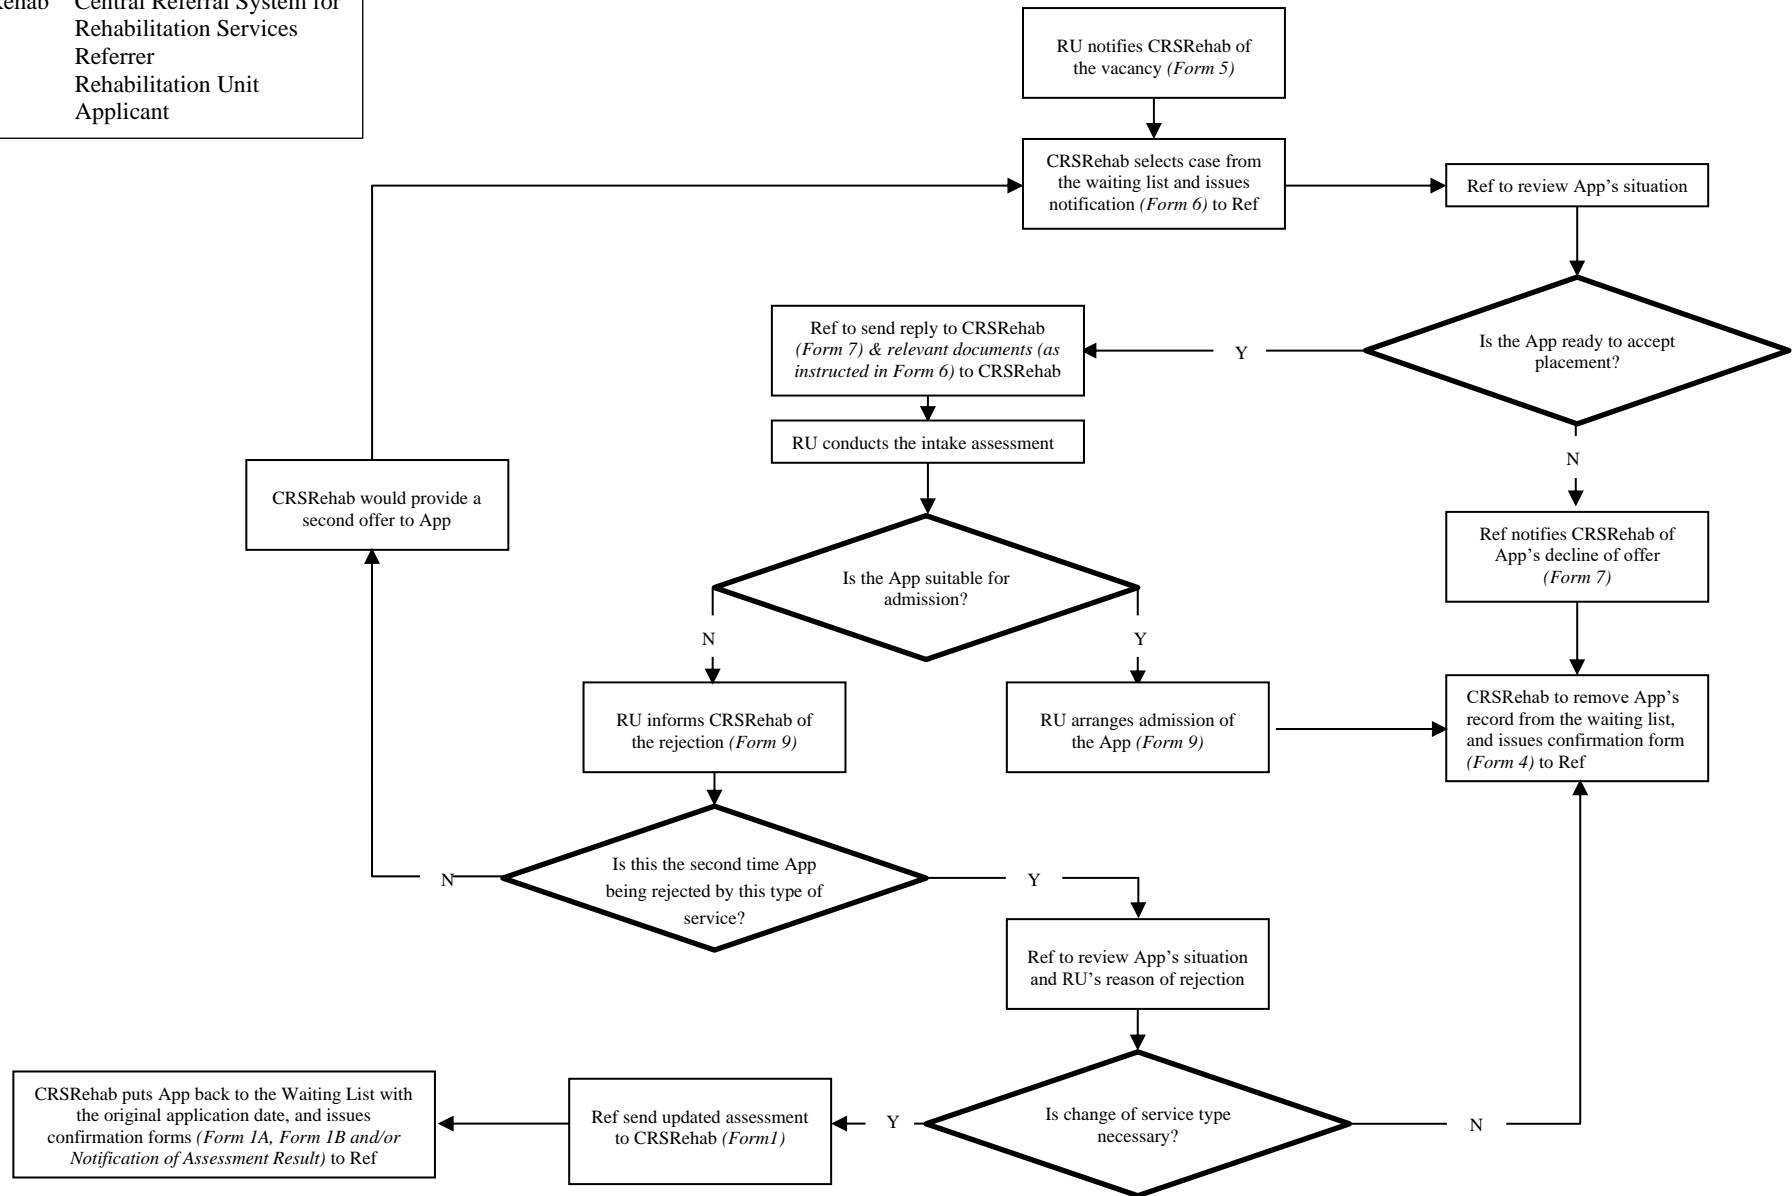 Central Referral System for
Rehabilitation Services
Referrer
Rehabilitation Unit
Applicant
RU notifies CRSRehab of
the vacancy (Form 5)
CRSRehab selects case from
the waiting list and issues
notification (Form 6) to Ref
Ref to review App’s situation
Is the App ready to accept
placement?
Y
Ref to send reply to CRSRehab
(Form 7) & relevant documents (as
instructed in Form 6) to CRSRehab
RU conducts the intake assessment
N
CRSRehab would provide a
second offer to App
Ref notifies CRSRehab of
App’s decline of offer
(Form 7)
Is the App suitable for
admission?
N
Y
RU informs CRSRehab of
the rejection (Form 9)
RU arranges admission of
the App (Form 9)
CRSRehab to remove App’s
record from the waiting list,
and issues confirmation form
(Form 4) to Ref
Is this the second time App
being rejected by this type of
service?
N
Y
Ref to review App’s situation
and RU’s reason of rejection
Is change of service type
necessary?
Y
N
Ref send updated assessment
to CRSRehab (Form1)
CRSRehab puts App back to the Waiting List with
the original application date, and issues
confirmation forms (Form 1A, Form 1B and/or
Notification of Assessment Result) to Ref